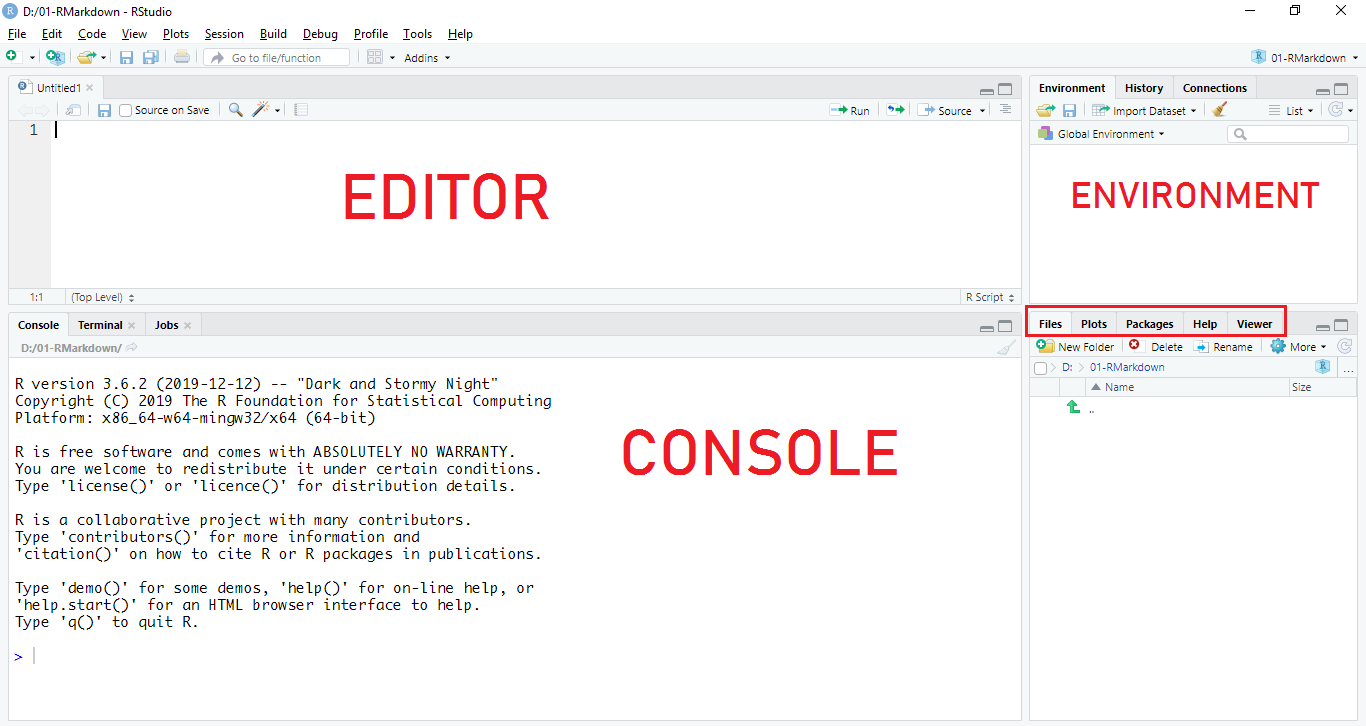 D:/01-RMarkdown - RStudio
File Edit Code View Plots Session Build Debug Profile Tools Help
Go to file/function Addins 01-RMarkdown
Untitled1
Source on Save Run Source
1
EDITOR
1:1 (Top Level) R Script
Console Terminal Jobs
D:/01-RMarkdown/
R version 3.6.2 (2019-12-12) -- "Dark and Stormy Night"
Copyright (C) 2019 The R Foundation for Statistical Computing
Platform: x86_64-w64-mingw32/x64 (64-bit)
R is free software and comes with ABSOLUTELY NO WARRANTY.
You are welcome to redistribute it under certain conditions.
Type 'license()' or 'licence()' for distribution details.
R is a collaborative project with many contributors.
Type 'contributors()' for more information and
'citation()' on how to cite R or R packages in publications.
Type 'demo()' for some demos, 'help()' for on-line help, or
'help.start()' for an HTML browser interface to help.
Type 'q()' to quit R.
>
CONSOLE
Environment History Connections
Import Dataset List
Global Environment
ENVIRONMENT
Files Plots Packages Help Viewer
New Folder Delete Rename More
D: 01-RMarkdown ...
Name Size
..